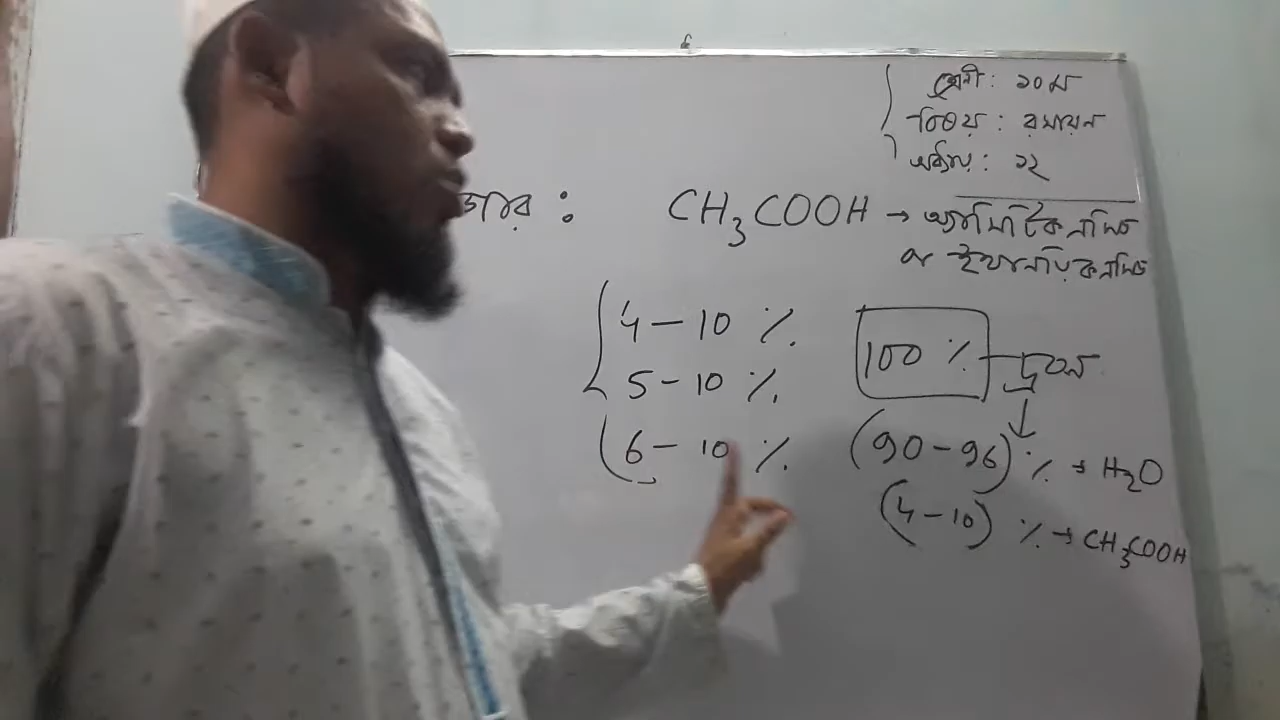 শ্রেণী : ১০ম
বিষয় : রসায়ন
অধ্যায় : ১২
গার : CH₃COOH → অ্যাসিটিক এসিড
বা ইথানয়িক এসিড
4 – 10 %
5 – 10 %
6 – 10 %
100 % – দ্রবন
(90 – 96) % → H₂O
(4 – 10) % → CH₃COOH